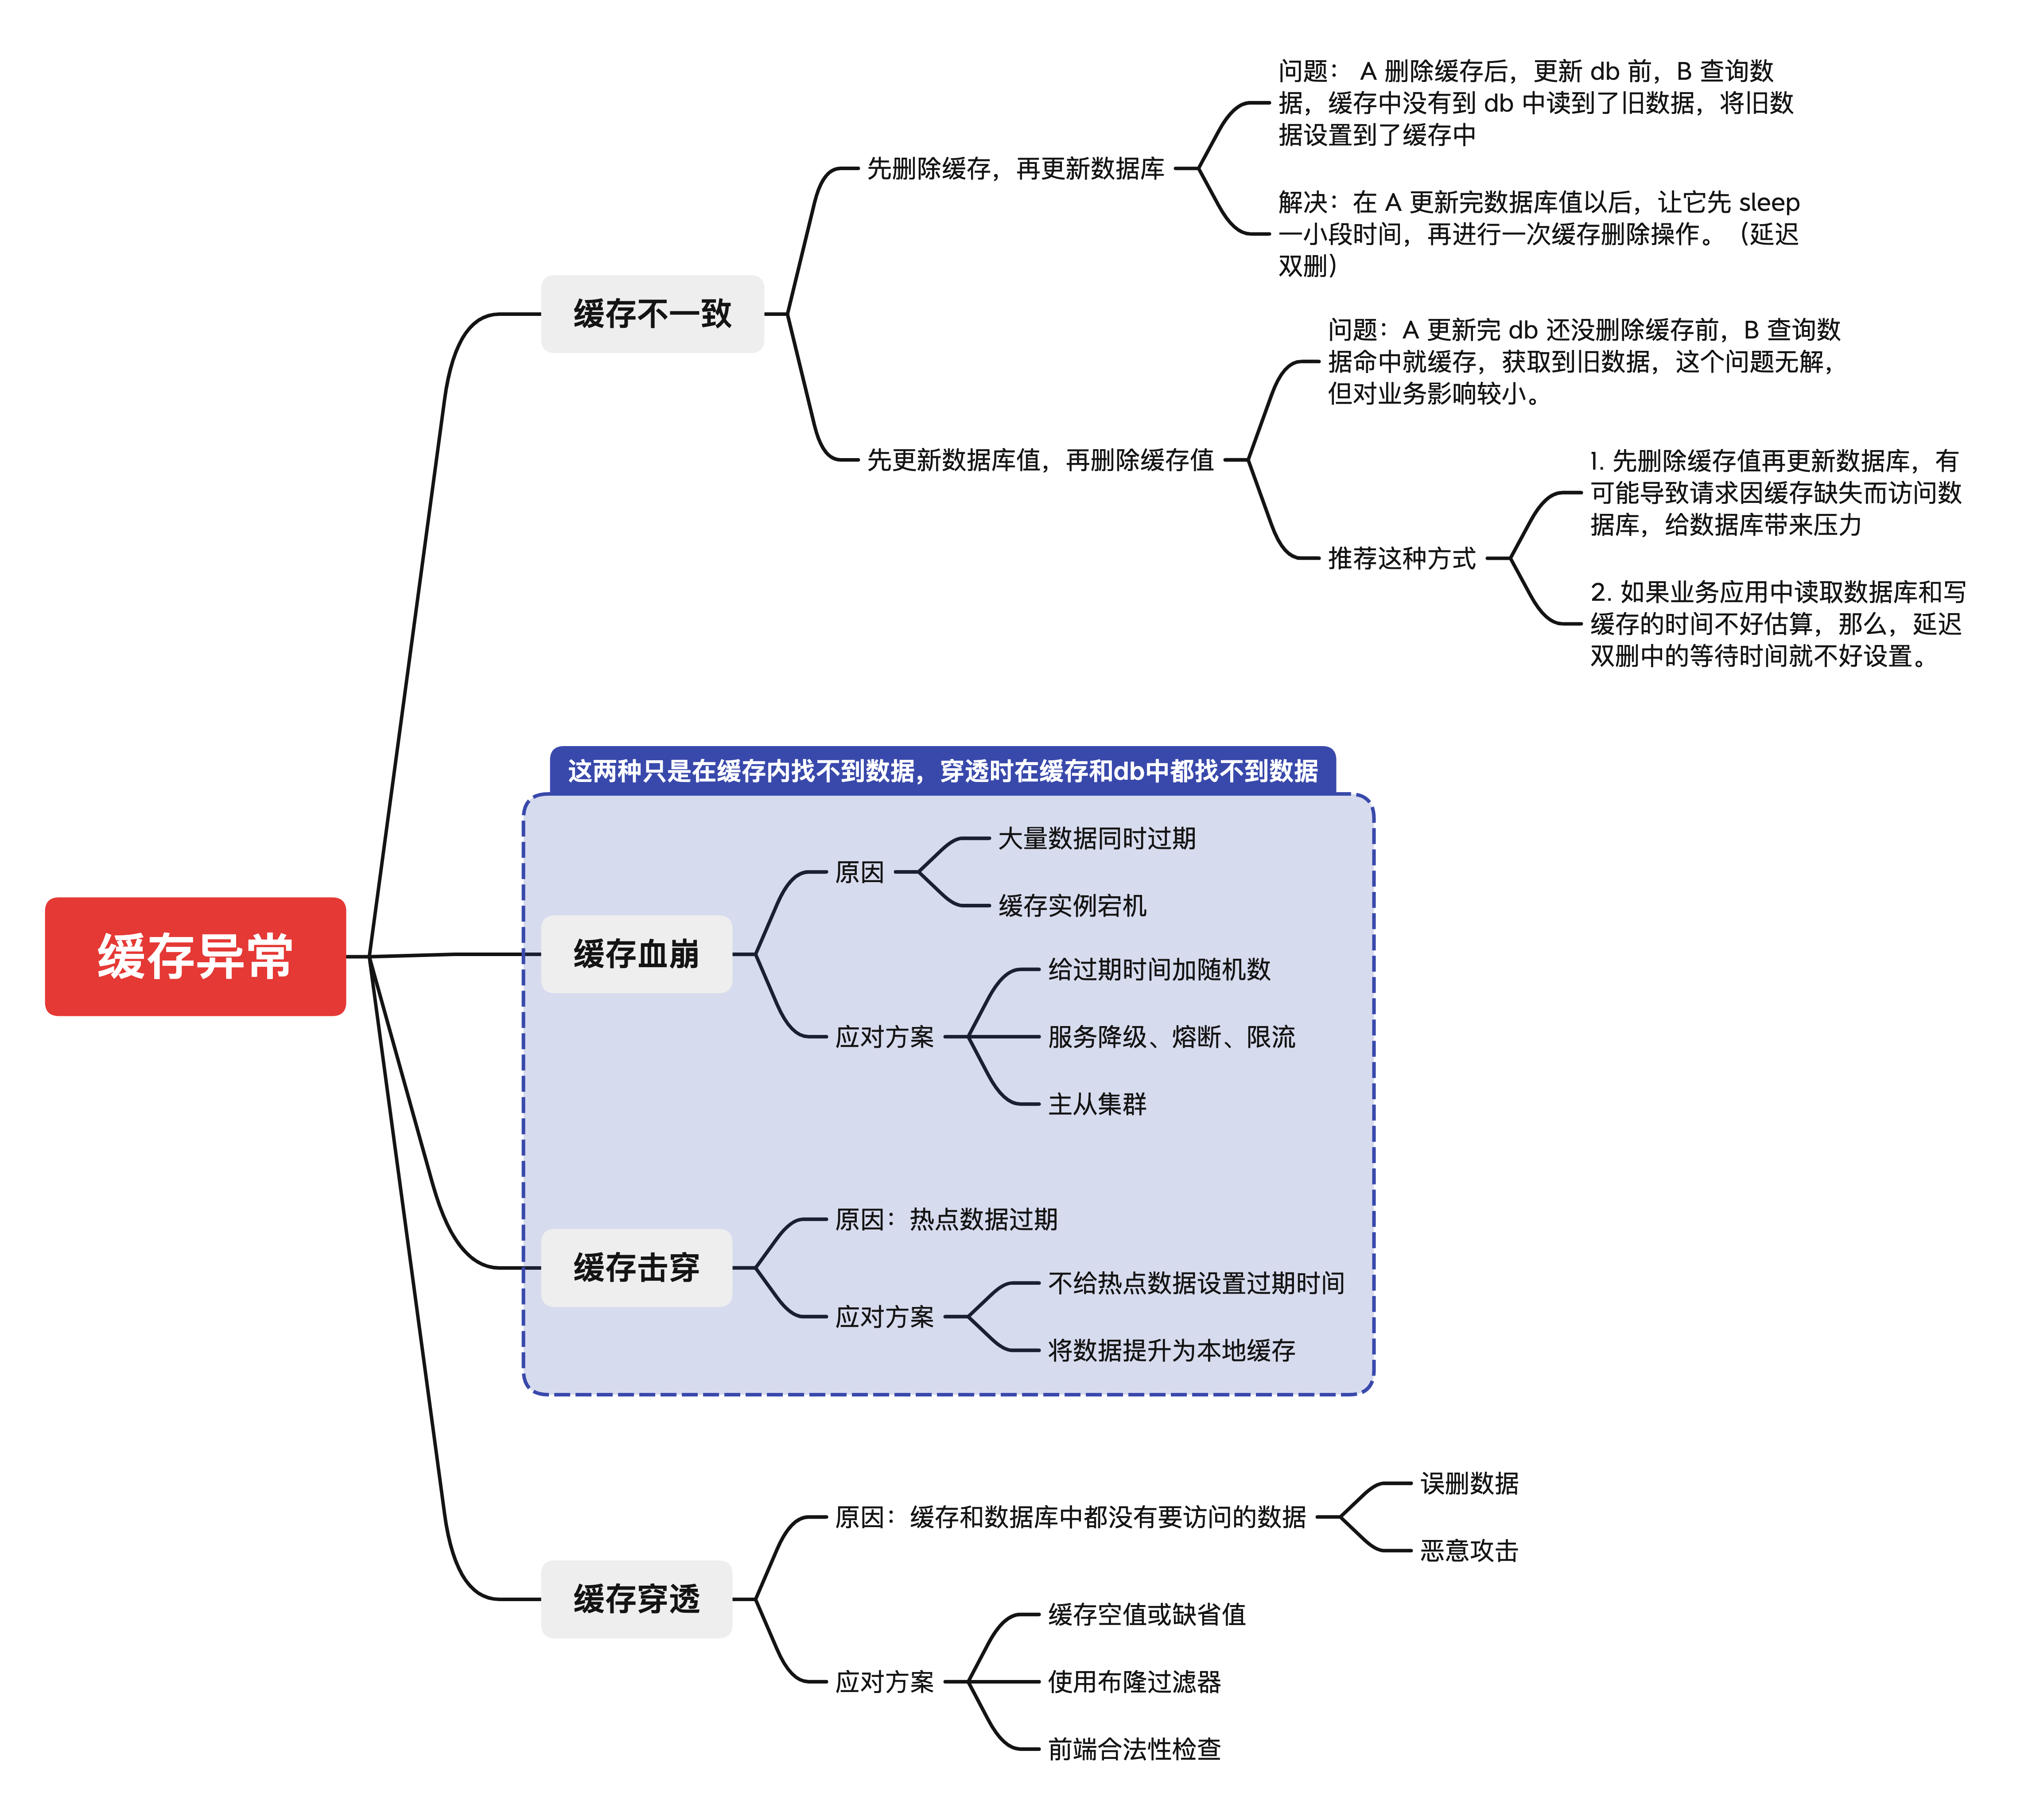 问题： A 删除缓存后，更新 db 前，B 查询数
据，缓存中没有到 db 中读到了旧数据，将旧数
据设置到了缓存中
先删除缓存，再更新数据库
解决：在 A 更新完数据库值以后，让它先 sleep
一小段时间，再进行一次缓存删除操作。（延迟
双删）
缓存不一致
问题：A 更新完 db 还没删除缓存前，B 查询数
据命中就缓存，获取到旧数据，这个问题无解，
但对业务影响较小。
先更新数据库值，再删除缓存值
1. 先删除缓存值再更新数据库，有
可能导致请求因缓存缺失而访问数
据库，给数据库带来压力
推荐这种方式
2. 如果业务应用中读取数据库和写
缓存的时间不好估算，那么，延迟
双删中的等待时间就不好设置。
这两种只是在缓存内找不到数据，穿透时在缓存和db中都找不到数据
大量数据同时过期
原因
缓存实例宕机
缓存异常
缓存血崩
给过期时间加随机数
应对方案
服务降级、熔断、限流
主从集群
原因：热点数据过期
缓存击穿
不给热点数据设置过期时间
应对方案
将数据提升为本地缓存
误删数据
原因：缓存和数据库中都没有要访问的数据
恶意攻击
缓存穿透
缓存空值或缺省值
应对方案
使用布隆过滤器
前端合法性检查